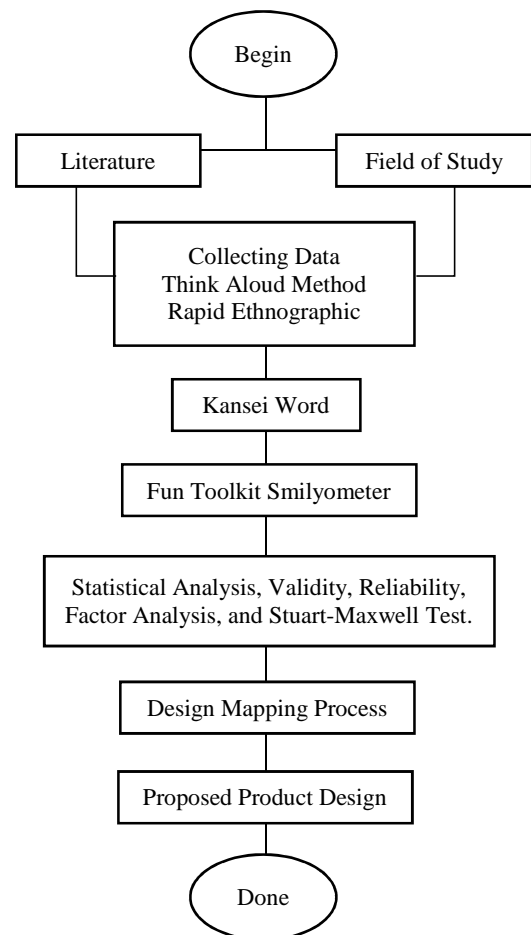 Begin
Literature
Field of Study
Collecting Data
Think Aloud Method
Rapid Ethnographic
Kansei Word
Fun Toolkit Smilyometer
Statistical Analysis, Validity, Reliability,
Factor Analysis, and Stuart-Maxwell Test.
Design Mapping Process
Proposed Product Design
Done